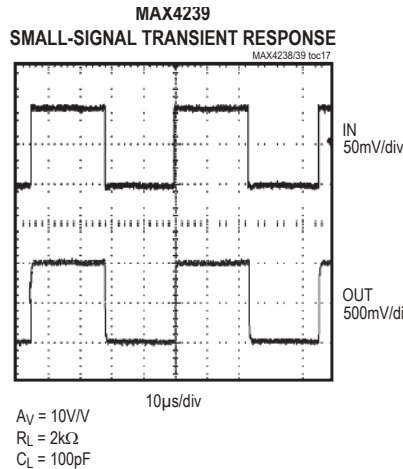 MAX4239
SMALL-SIGNAL TRANSIENT RESPONSE
MAX4238/39 toc17
IN
50mV/div
OUT
500mV/di
10µs/div
AV = 10V/V
RL = 2kΩ
CL = 100pF